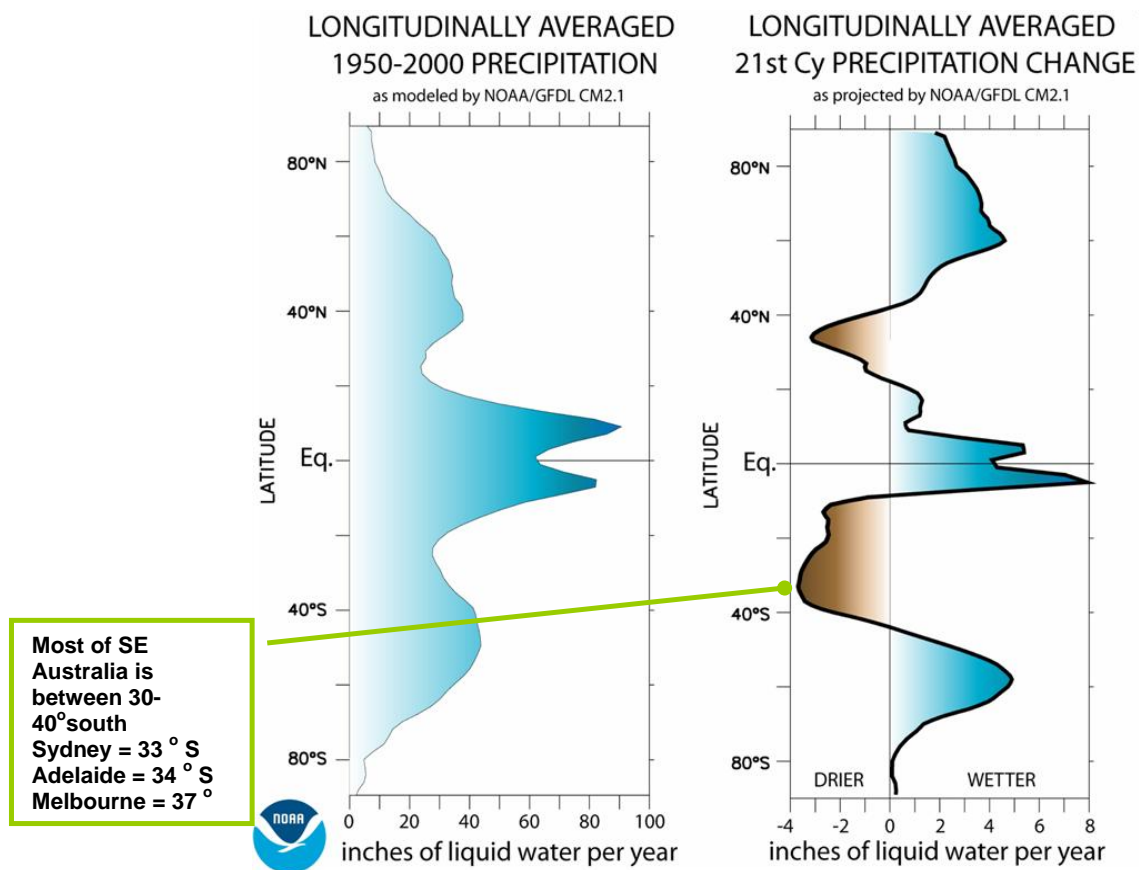 LONGITUDINALLY AVERAGED
1950-2000 PRECIPITATION
as modeled by NOAA/GFDL CM2.1
80°N
40°N
Eq.
40°S
80°S
LATITUDE
0 20 40 60 80 100
inches of liquid water per year
LONGITUDINALLY AVERAGED
21st Cy PRECIPITATION CHANGE
as projected by NOAA/GFDL CM2.1
80°N
40°N
Eq.
40°S
80°S
LATITUDE
DRIER WETTER
-4 -2 0 2 4 6 8
inches of liquid water per year
Most of SE
Australia is
between 30-
40°south
Sydney = 33 ° S
Adelaide = 34 ° S
Melbourne = 37 °
NOAA